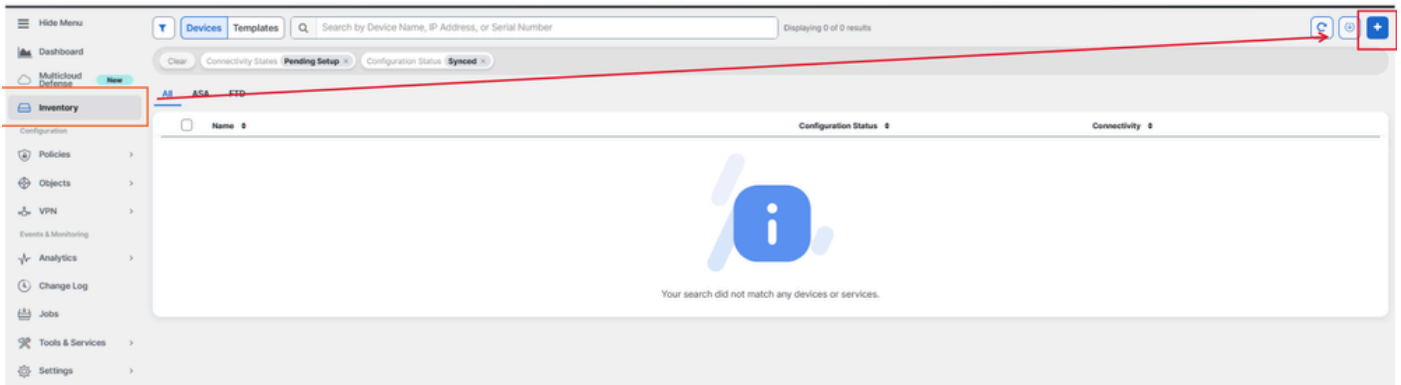 Hide Menu
Dashboard
Multicloud
Defense New
Inventory
Configuration
Policies
Objects
VPN
Events & Monitoring
Analytics
Change Log
Jobs
Tools & Services
Settings
Devices Templates Search by Device Name, IP Address, or Serial Number Displaying 0 of 0 results
Clear Connectivity States Pending Setup × Configuration Status Synced ×
All ASA FTD
Name Configuration Status Connectivity
Your search did not match any devices or services.